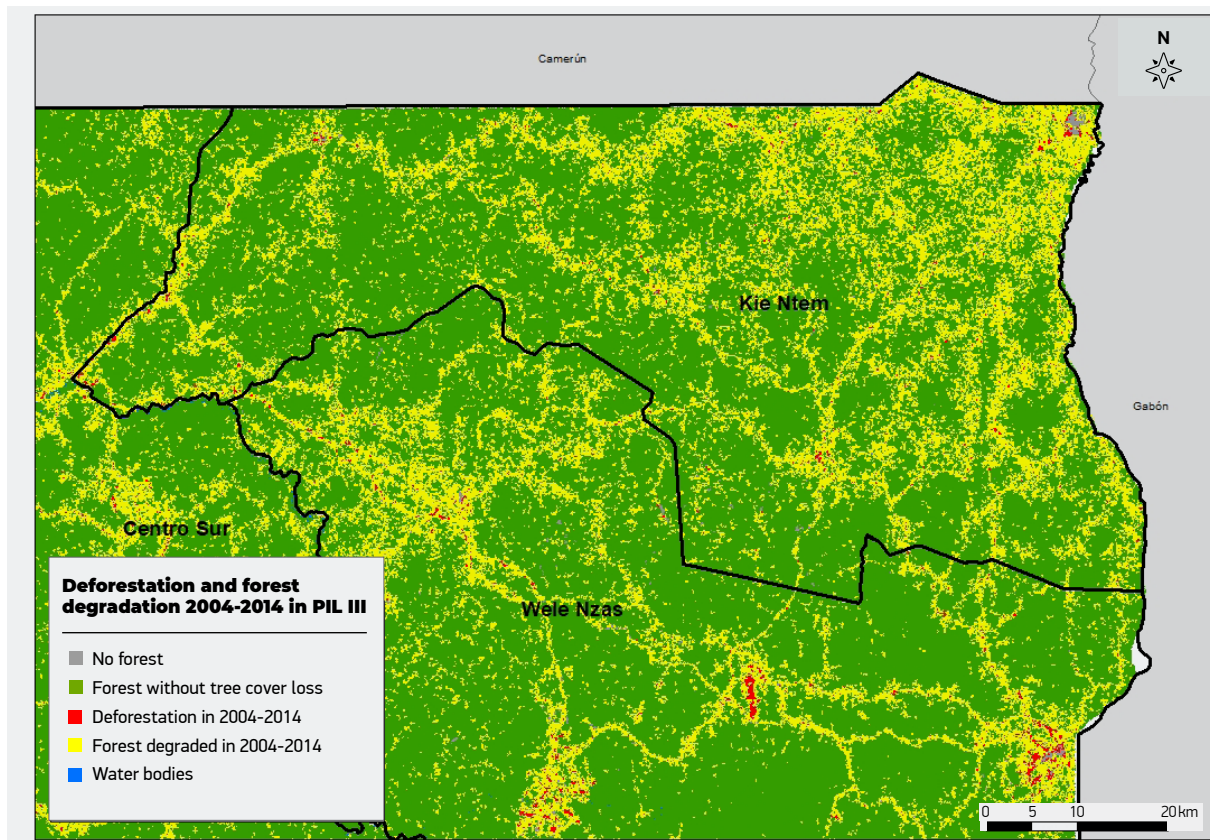 Camerún
N
Kie Ntem
Gabón
Centro Sur
Wele Nzas
Deforestation and forest
degradation 2004-2014 in PIL III
No forest
Forest without tree cover loss
Deforestation in 2004-2014
Forest degraded in 2004-2014
Water bodies
0 5 10 20 km